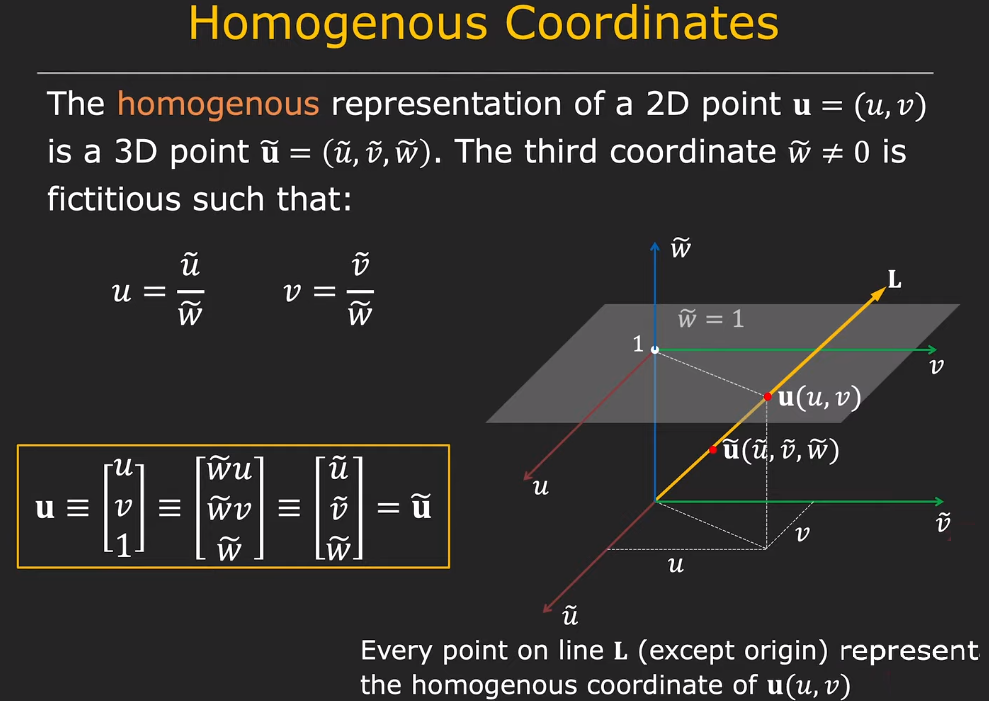 Homogenous Coordinates
The homogenous representation of a 2D point 𝐮 = (u, v)
is a 3D point 𝐮̃ = (ũ, ṽ, w̃). The third coordinate w̃ ≠ 0 is
fictitious such that:
u = ũ/w̃    v = ṽ/w̃
w̃
L
w̃ = 1
1
v
𝐮(u, v)
𝐮̃(ũ, ṽ, w̃)
u
𝐮 ≡ [u v 1] ≡ [w̃u w̃v w̃] ≡ [ũ ṽ w̃] = 𝐮̃
ṽ
v
u
ũ
Every point on line L (except origin) represent
the homogenous coordinate of 𝐮(u, v)